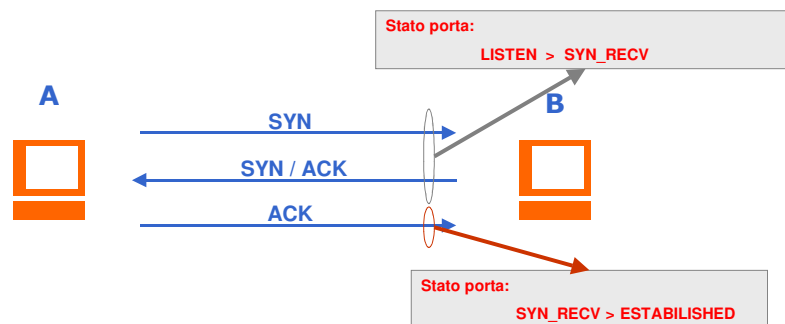 Stato porta:
LISTEN > SYN_RECV
A
B
SYN
SYN / ACK
ACK
Stato porta:
SYN_RECV > ESTABILISHED